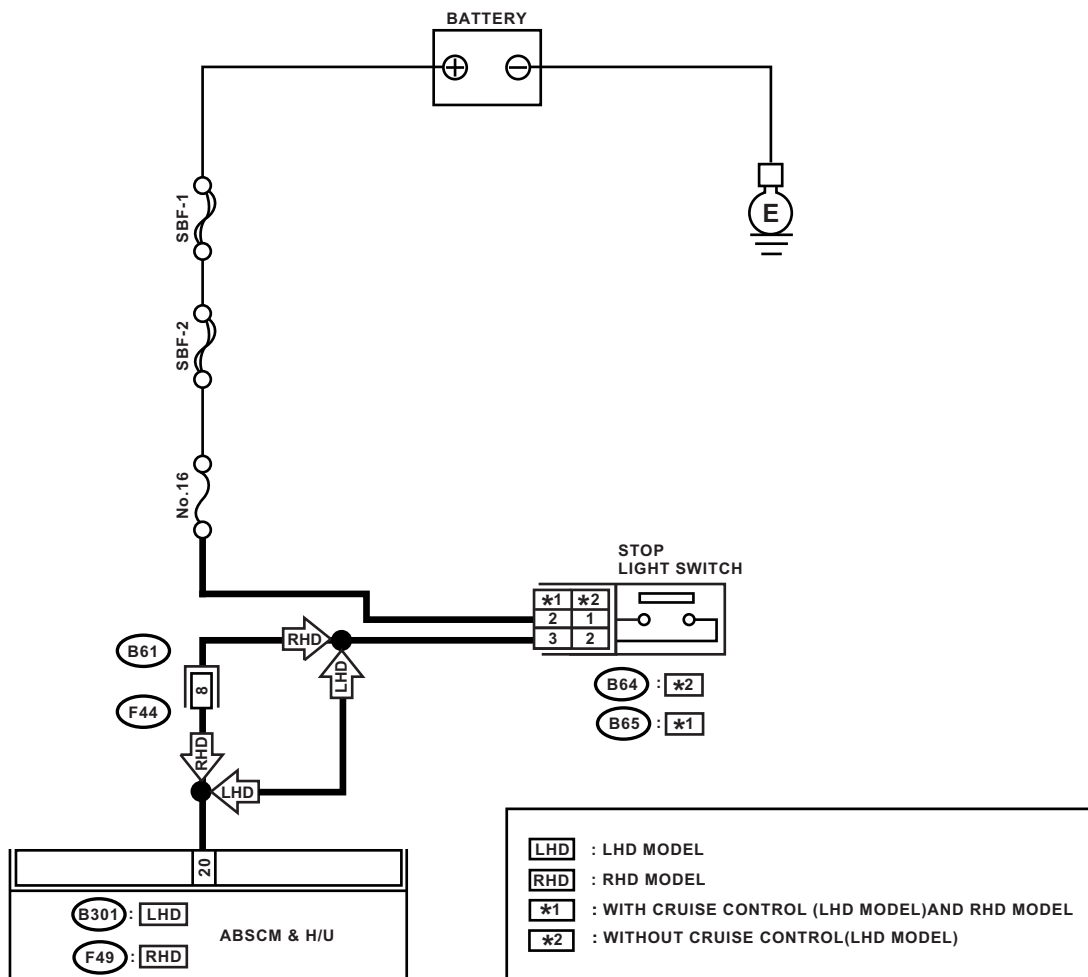 BATTERY
E
SBF-1
SBF-2
No.16
STOP
LIGHT SWITCH
*1 *2
2 1
3 2
RHD
LHD
B61
8
F44
RHD
LHD
B64 : *2
B65 : *1
20
B301 : LHD
F49 : RHD
ABSCM & H/U
LHD : LHD MODEL
RHD : RHD MODEL
*1 : WITH CRUISE CONTROL (LHD MODEL)AND RHD MODEL
*2 : WITHOUT CRUISE CONTROL(LHD MODEL)